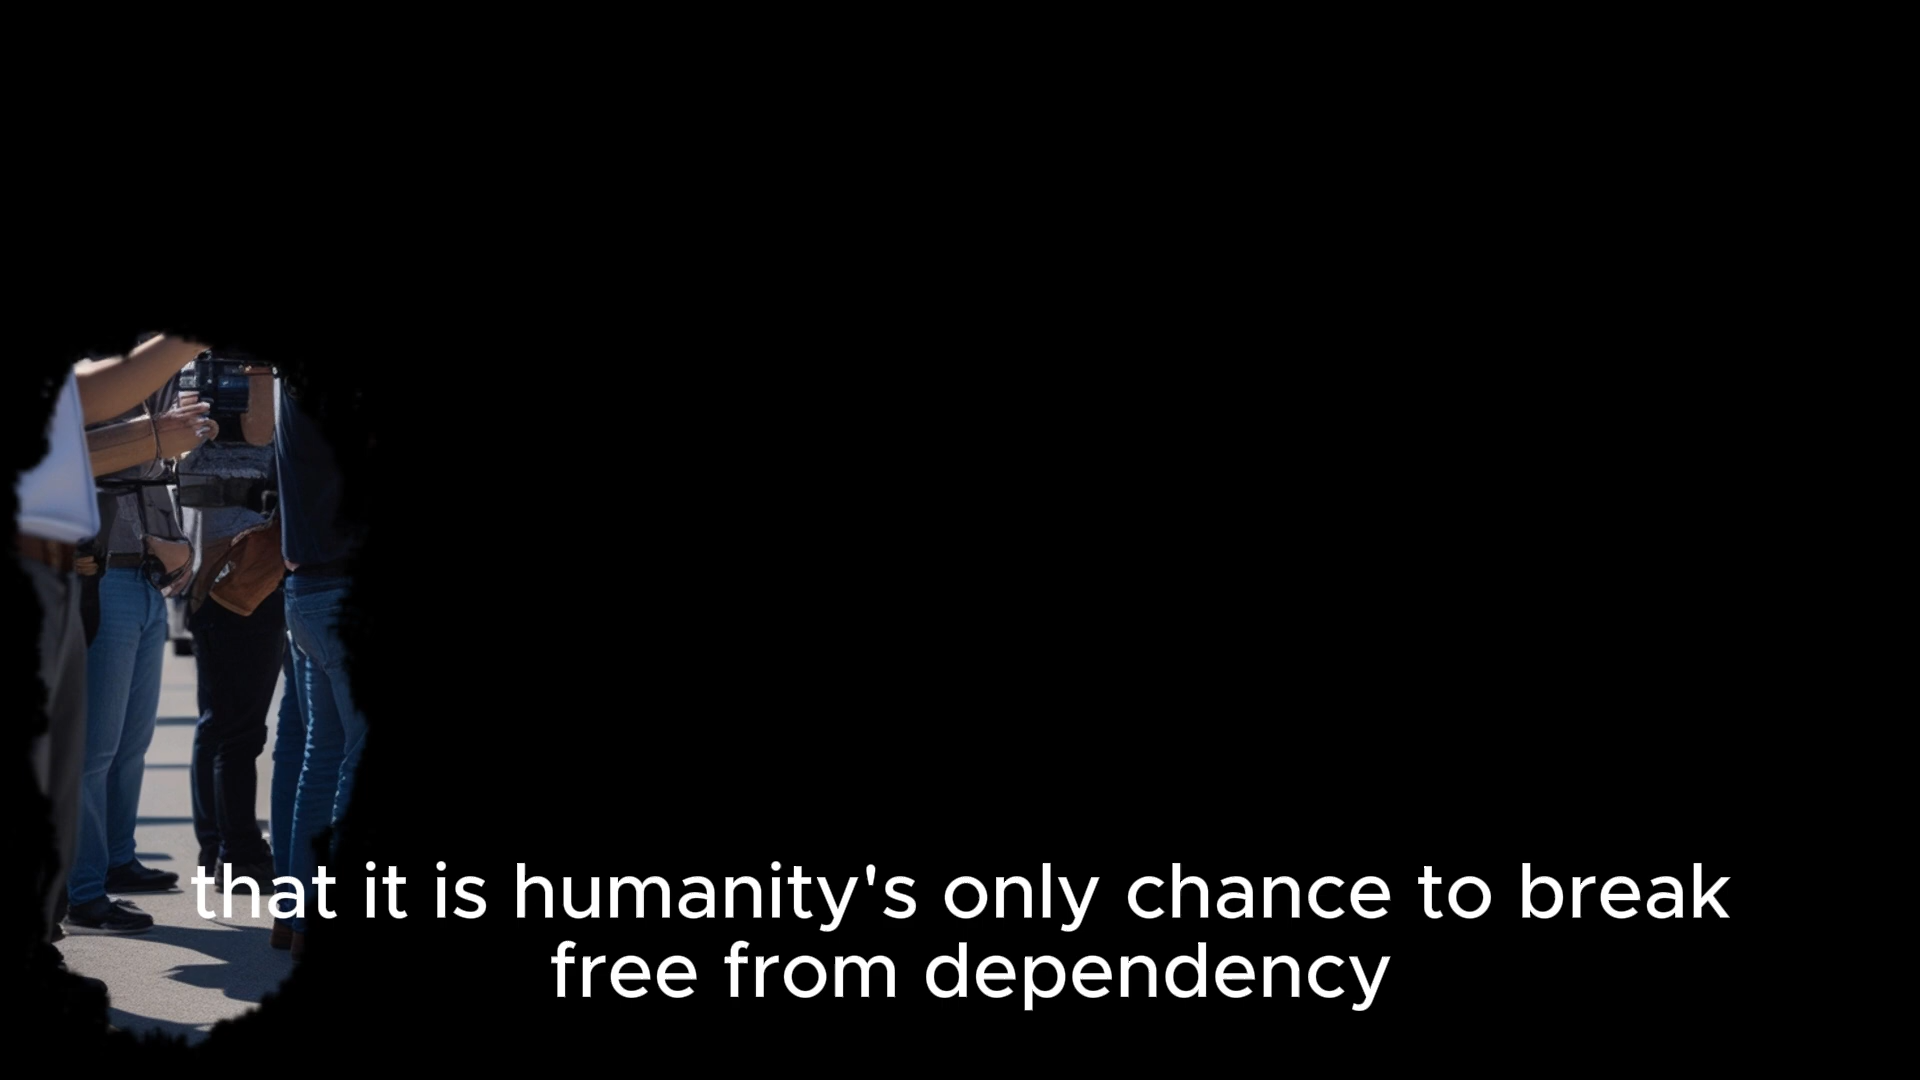 that it is humanity's only chance to break
free from dependency